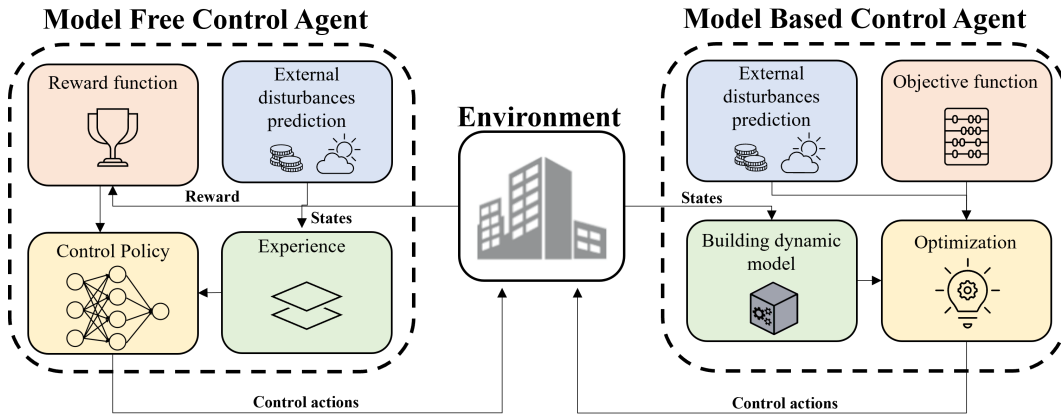 Model Free Control Agent
Model Based Control Agent
Reward function
External
disturbances
prediction
Environment
External
disturbances
prediction
Objective function
Reward
States
States
Control Policy
Experience
Building dynamic
model
Optimization
Control actions
Control actions